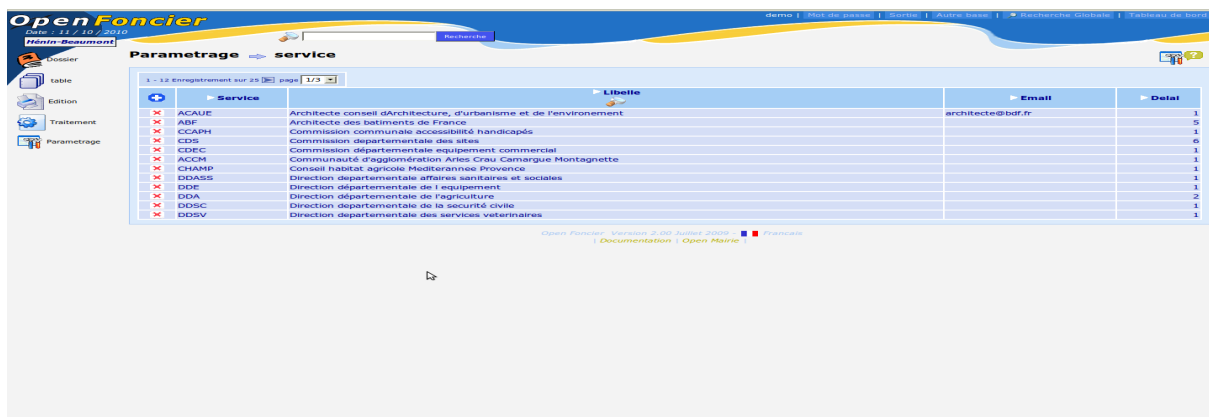 OpenFoncier
demo | Mot de passe | Sortie | Autre base | Recherche Globale | Tableau de bord
Date : 11 / 10 / 2010
Hénin-Beaumont
Recherche
Parametrage service
Dossier
table
Edition
Traitement
Parametrage
1 - 12 Enregistrement sur 25 page 1/3
Service Libelle Email Delai
ACAUE Architecte conseil dArchitecture, d'urbanisme et de l'environement architecte@bdf.fr 1
ABF Architecte des batiments de France 5
CCAPH Commission communale accessibilité handicapés 1
CDS Commission departementale des sites 6
CDEC Commission départementale equipement commercial 1
ACCM Communauté d'agglomération Arles Crau Camargue Montagnette 1
CHAMP Conseil habitat agricole Mediterannee Provence 1
DDASS Direction departementale affaires sanitaires et sociales 1
DDE Direction départementale de l equipement 1
DDA Direction départementale de l'agriculture 2
DDSC Direction departementale de la securité civile 1
DDSV Direction departementale des services veterinaires 1
Open Foncier Version 2.00 Juillet 2009 - Francais
| Documentation | Open Mairie |